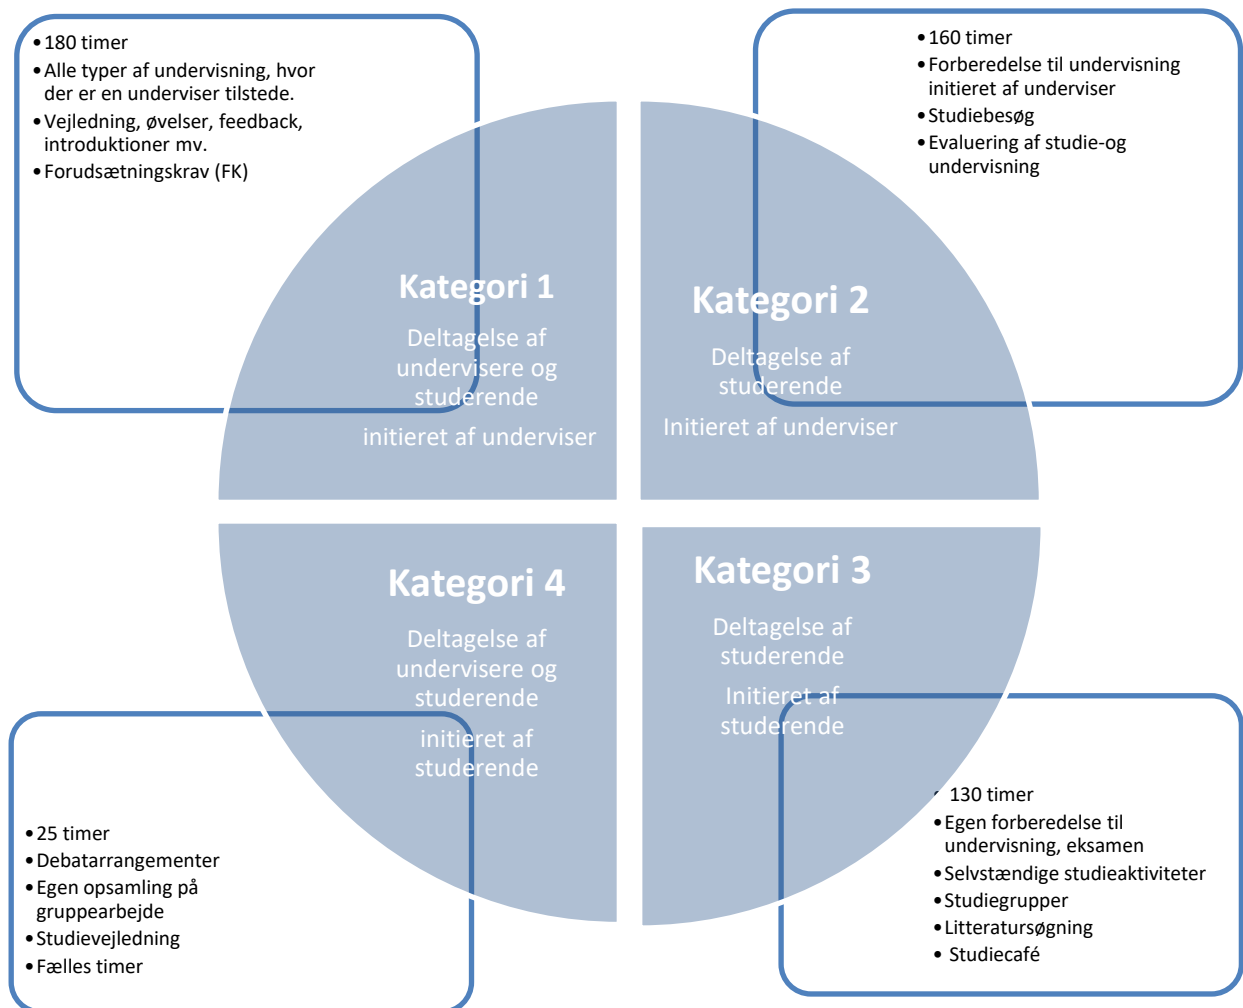 •180 timer
•Alle typer af undervisning, hvor
der er en underviser tilstede.
•Vejledning, øvelser, feedback,
introduktioner mv.
•Forudsætningskrav (FK)
•160 timer
•Forberedelse til undervisning
initieret af underviser
•Studiebesøg
•Evaluering af studie-og
undervisning
Kategori 1
Deltagelse af
undervisere og
studerende
initieret af underviser
Kategori 2
Deltagelse af
studerende
Initieret af underviser
Kategori 4
Deltagelse af
undervisere og
studerende
initieret af
studerende
Kategori 3
Deltagelse af
studerende
Initieret af
studerende
•25 timer
•Debatarrangementer
•Egen opsamling på
gruppearbejde
•Studievejledning
•Fælles timer
• 130 timer
•Egen forberedelse til
undervisning, eksamen
•Selvstændige studieaktiviteter
•Studiegrupper
•Litteratursøgning
• Studiecafé